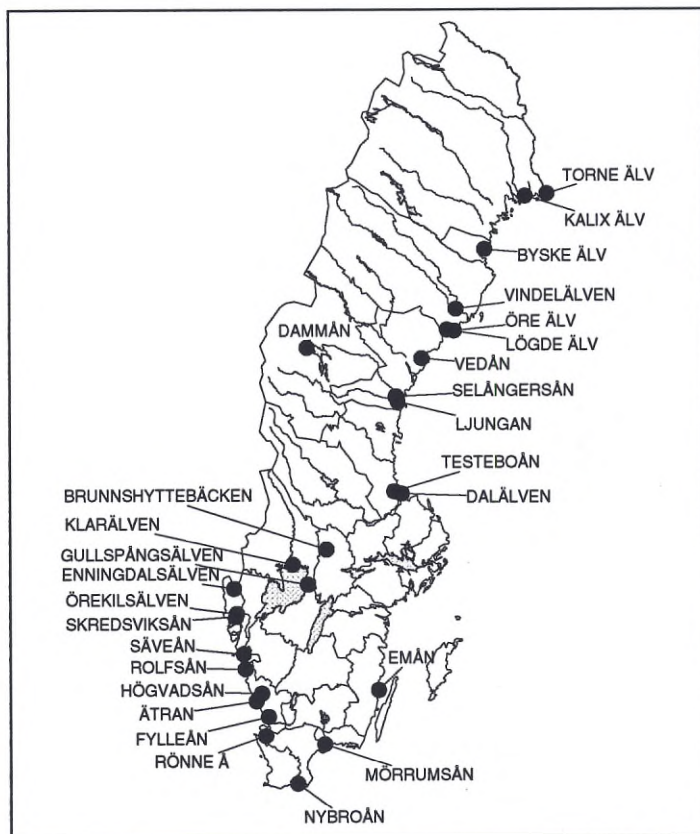 TORNE ÄLV
KALIX ÄLV
BYSKE ÄLV
VINDELÄLVEN
ÖRE ÄLV
LÖGDE ÄLV
DAMMÅN
VEDÅN
SELÅNGERSÅN
LJUNGAN
TESTEBOÅN
DALÄLVEN
BRUNNSHYTTEBÄCKEN
KLARÄLVEN
GULLSPÅNGSÄLVEN
ENNINGDALSÄLVEN
ÖREKILSÄLVEN
SKREDSVIKSÅN
SÄVEÅN
ROLFSÅN
EMÅN
HÖGVADSÅN
ÄTRAN
FYLLEÅN
RÖNNE Å
MÖRRUMSÅN
NYBROÅN